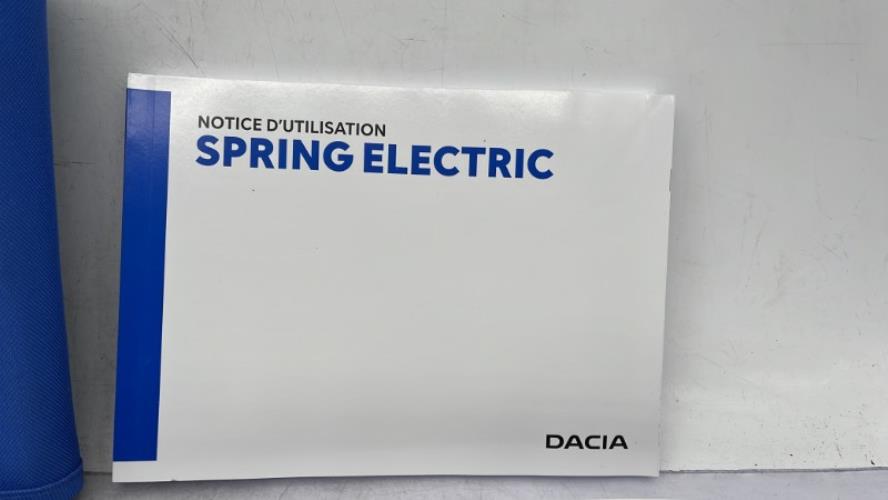 NOTICE D'UTILISATION
SPRING ELECTRIC
DACIA